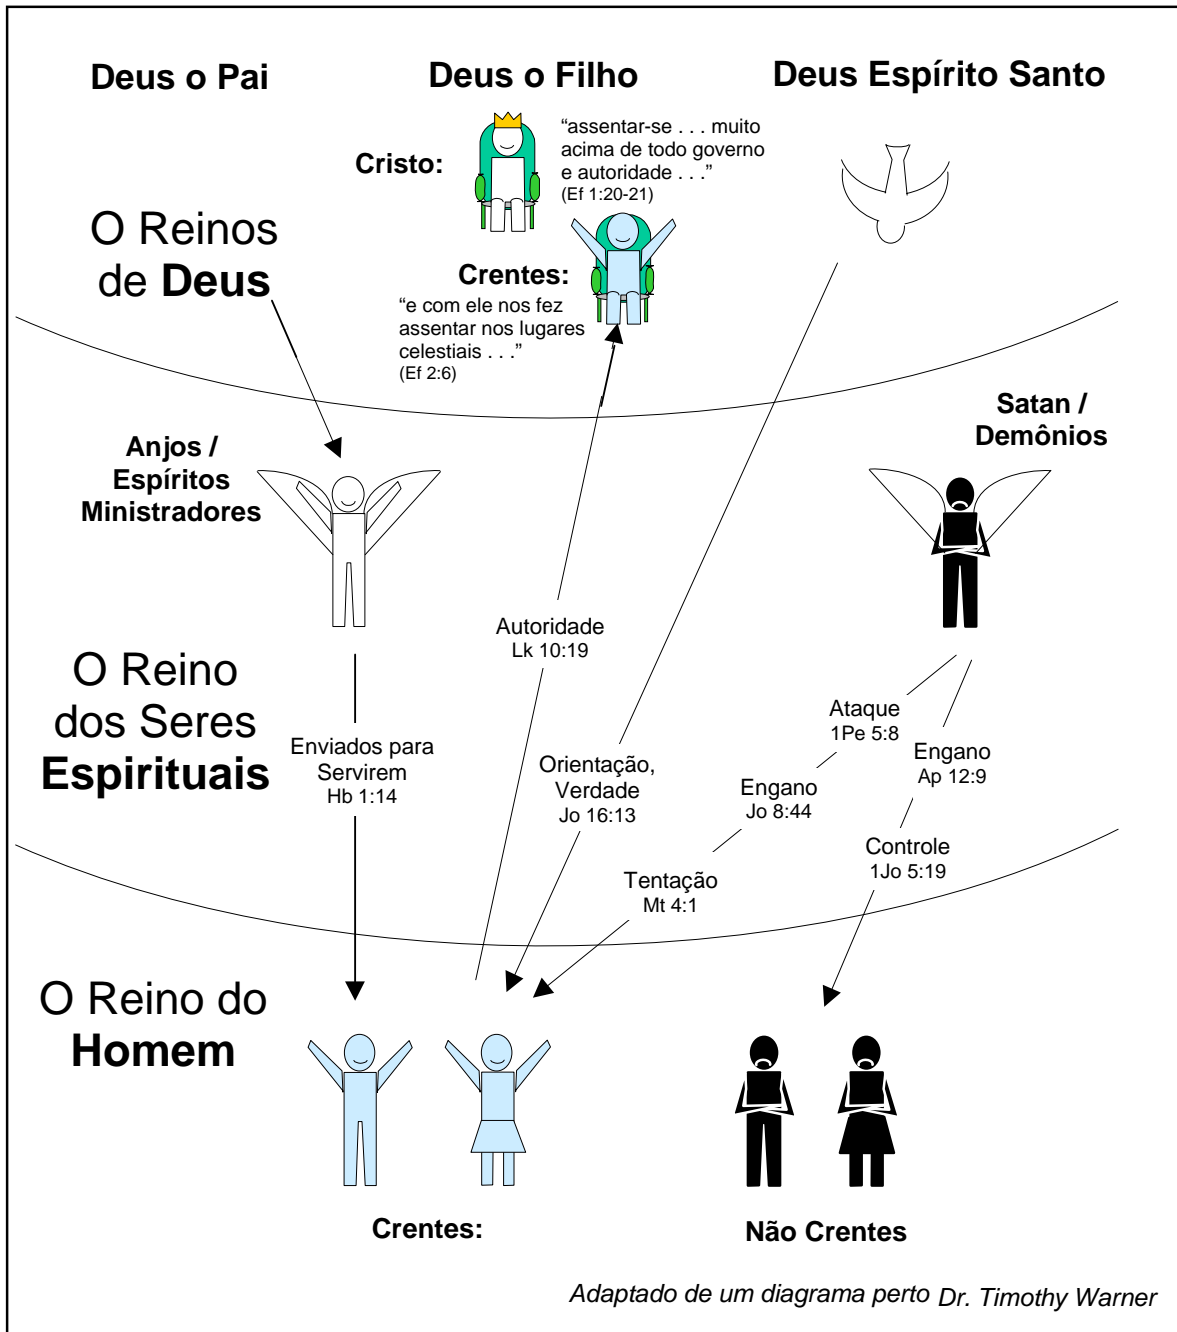 Deus o Pai
Deus o Filho
Deus Espírito Santo
Cristo:
“assentar-se . . . muito
acima de todo governo
e autoridade . . .”
(Ef 1:20-21)
O Reinos
de Deus
Crentes:
“e com ele nos fez
assentar nos lugares
celestiais . . .”
(Ef 2:6)
Anjos /
Espíritos
Ministradores
Satan /
Demônios
O Reino
dos Seres
Espirituais
Enviados para
Servirem
Hb 1:14
Autoridade
Lk 10:19
Orientação,
Verdade
Jo 16:13
Ataque
1Pe 5:8
Engano
Jo 8:44
Tentação
Mt 4:1
Engano
Ap 12:9
Controle
1Jo 5:19
O Reino do
Homem
Crentes:
Não Crentes
Adaptado de um diagrama perto Dr. Timothy Warner